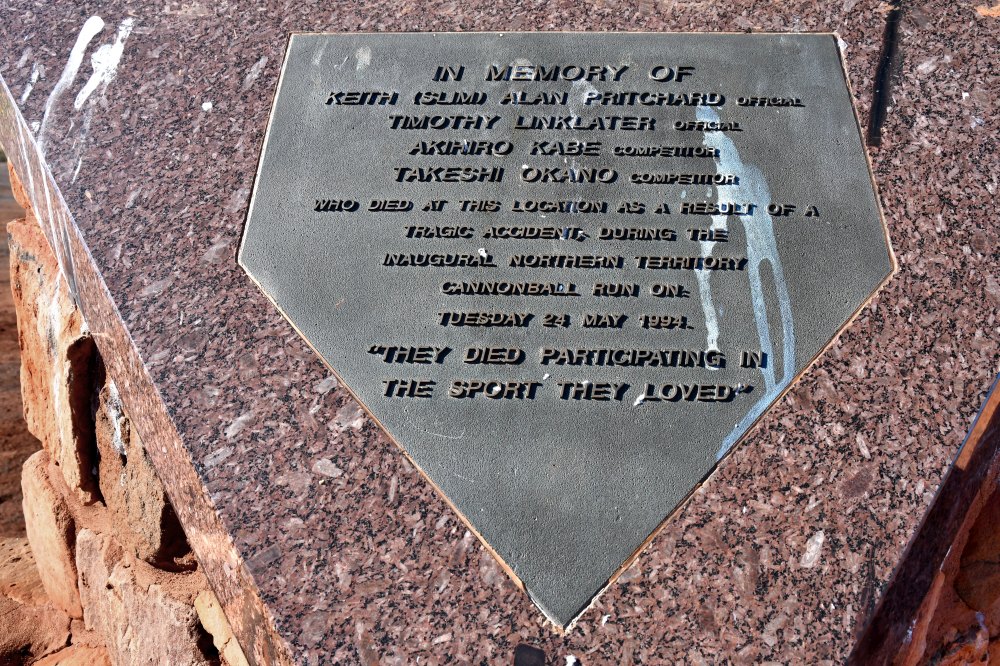 IN MEMORY OF
KEITH (SLIM) ALAN PRITCHARD OFFICIAL
TIMOTHY LINKLATER OFFICIAL
AKIHIRO KABE COMPETITOR
TAKESHI OKANO COMPETITOR
WHO DIED AT THIS LOCATION AS A RESULT OF A
TRAGIC ACCIDENT, DURING THE
INAUGURAL NORTHERN TERRITORY
CANNONBALL RUN ON:
TUESDAY 24 MAY 1994.
"THEY DIED PARTICIPATING IN
THE SPORT THEY LOVED"